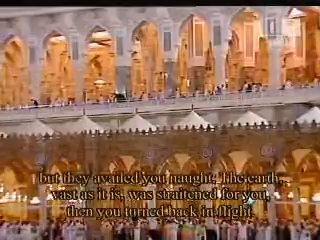 but they availed you naught. The earth,
vast as it is, was straitened for you,
then you turned back in flight.